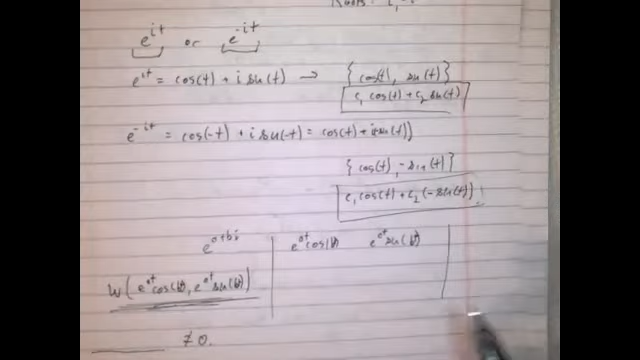 Roots: i, -i
e^{it} or e^{-it}
e^{it} = cos(t) + i sin(t) → {cos(t), sin(t)}
c₁ cos(t) + c₂ sin(t)
e^{-it} = cos(-t) + i sin(-t) = cos(t) + i(-sin(t))
{cos(t), -sin(t)}
c₁ cos(t) + c₂ (-sin(t))
e^{a+bi} e^{at}cos(bt) e^{at}sin(bt)
W(e^{at}cos(bt), e^{at}sin(bt))
≠ 0.